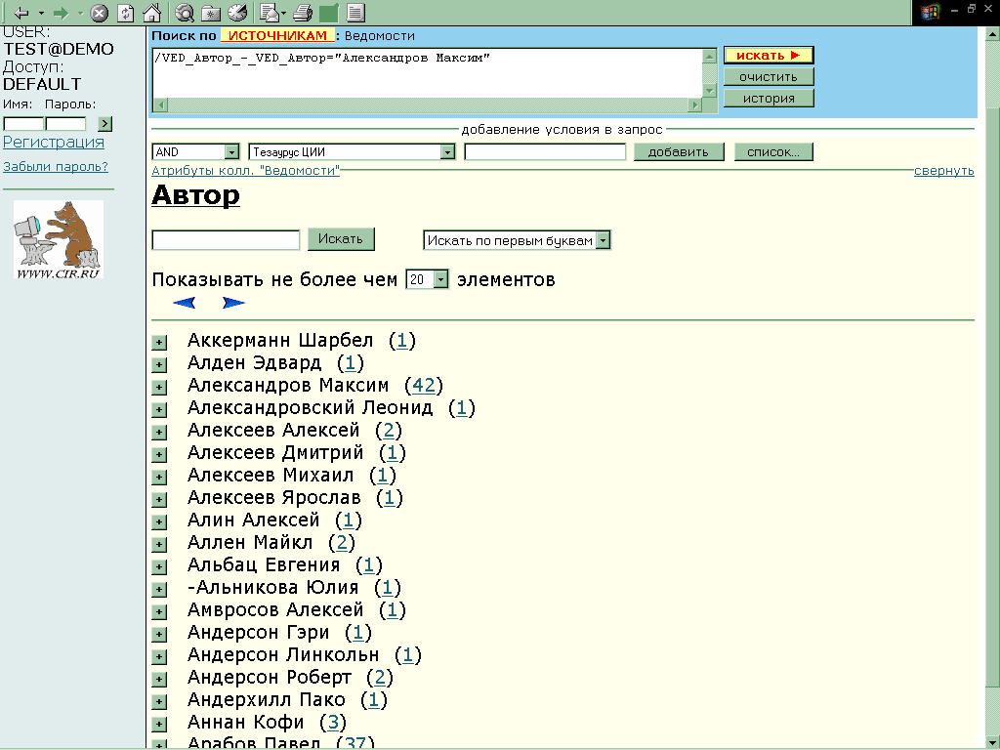 USER:
TEST@DEMO
Доступ:
DEFAULT
Имя: Пароль:
>
Регистрация
Забыли пароль?
WWW.CIR.RU
Поиск по ИСТОЧНИКАМ : Ведомости
/VED_Автор_-_VED_Автор="Александров Максим"
искать
очистить
история
добавление условия в запрос
AND Тезаурус ЦИИ добавить список...
Атрибуты колл. "Ведомости" свернуть
Автор
Искать Искать по первым буквам
Показывать не более чем 20 элементов
+ Аккерманн Шарбел (1)
+ Алден Эдвард (1)
+ Александров Максим (42)
+ Александровский Леонид (1)
+ Алексеев Алексей (2)
+ Алексеев Дмитрий (1)
+ Алексеев Михаил (1)
+ Алексеев Ярослав (1)
+ Алин Алексей (1)
+ Аллен Майкл (2)
+ Альбац Евгения (1)
+ -Альникова Юлия (1)
+ Амвросов Алексей (1)
+ Андерсон Гэри (1)
+ Андерсон Линкольн (1)
+ Андерсон Роберт (2)
+ Андерхилл Пако (1)
+ Аннан Кофи (3)
+ Арабов Павел (37)